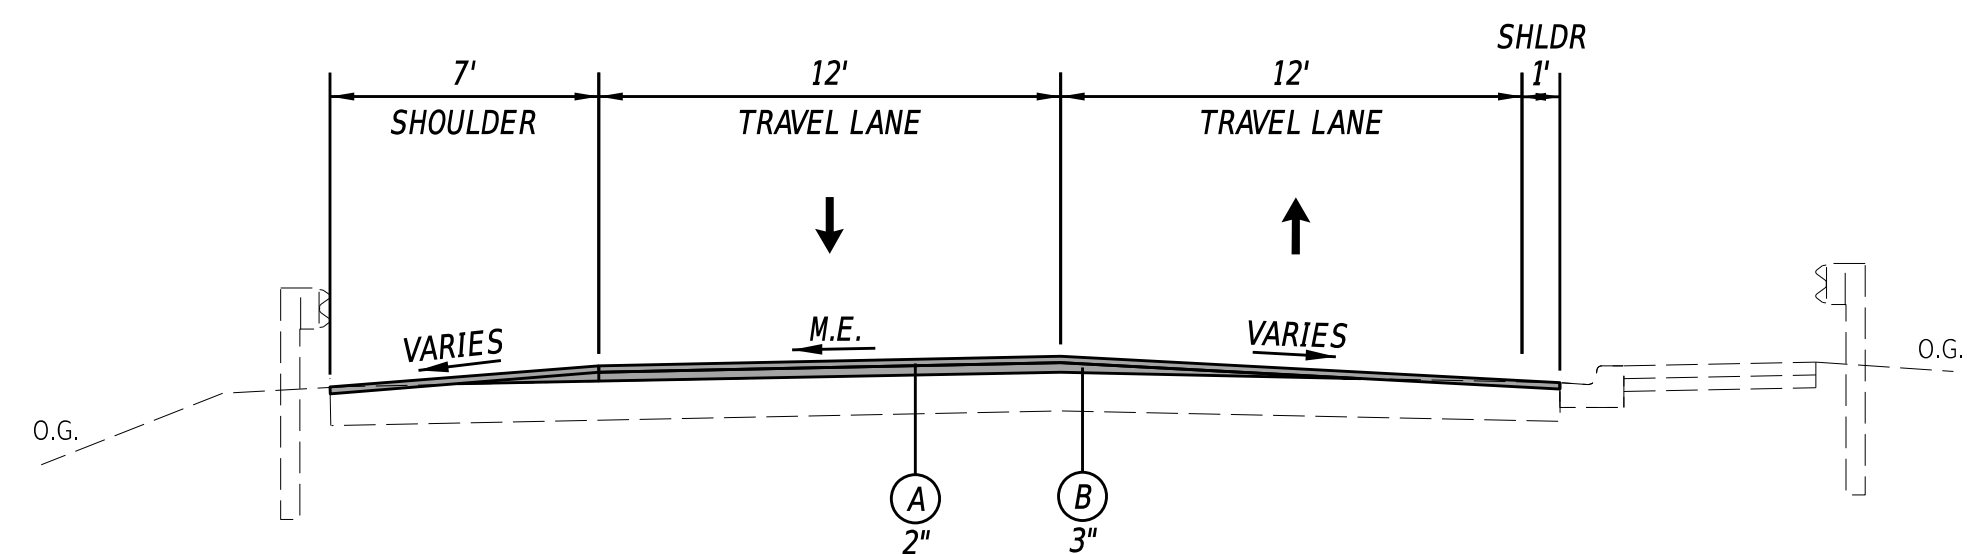 SHLDR
7' 12' 12' 1'
SHOULDER TRAVEL LANE TRAVEL LANE
VARIES M.E. VARIES
O.G.
O.G.
A B
2" 3"